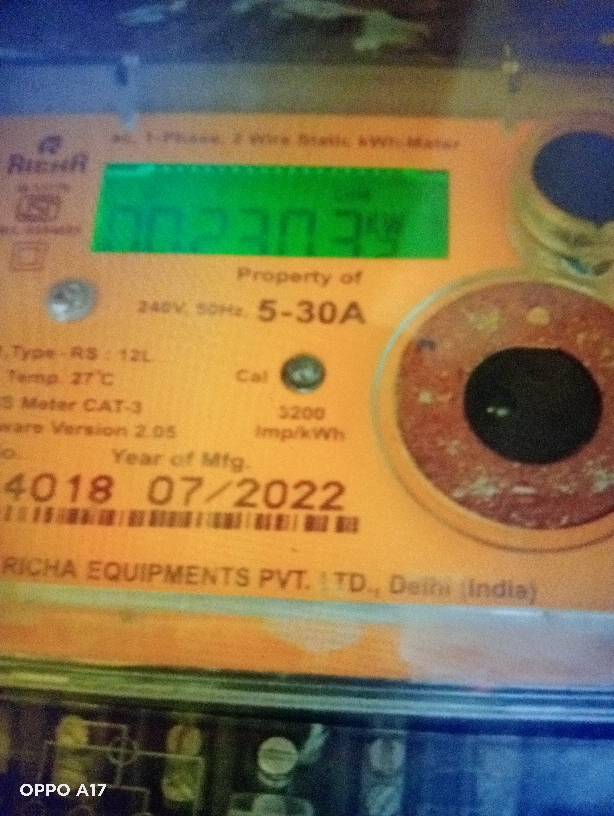 ac, 1-Phase, 2 Wire Static kWh Meter
RICHA
Property of
240V, 50Hz. 5-30A
Type - RS : 12L
Temp. 27°C
Cal
3200
Imp/kWh
S Meter CAT-3
ware Version 2.05
Year of Mfg.
4018 07/2022
RICHA EQUIPMENTS PVT. LTD., Delhi (India)
OPPO A17